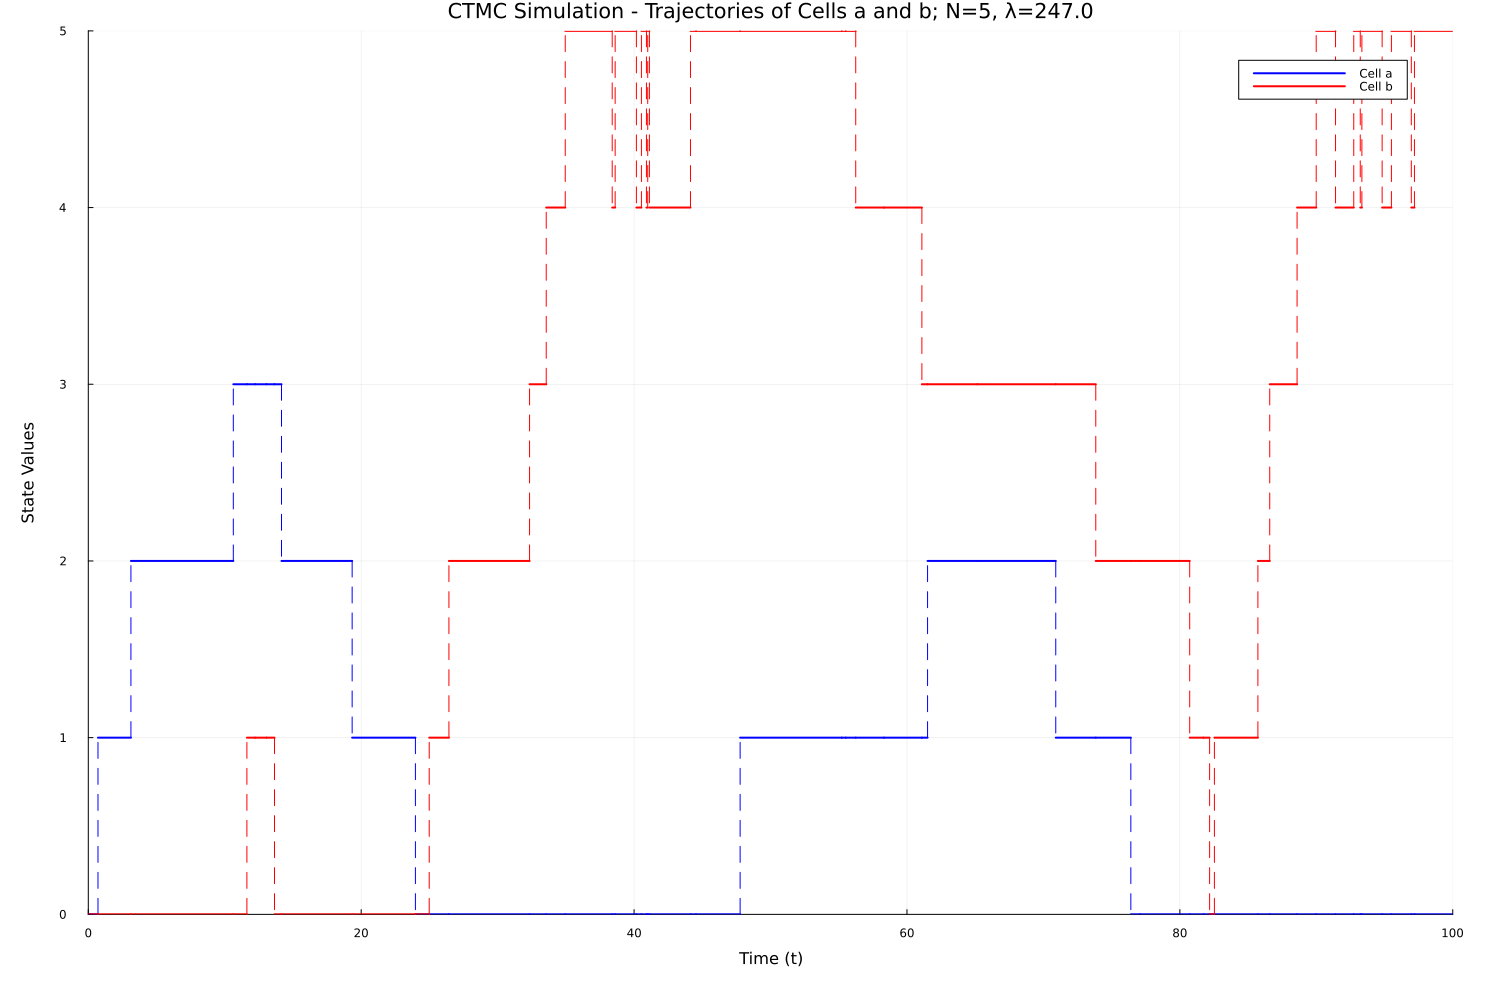 CTMC Simulation - Trajectories of Cells a and b; N=5, λ=247.0
Cell a
Cell b
State Values
5
4
3
2
1
0
0 20 40 60 80 100
Time (t)